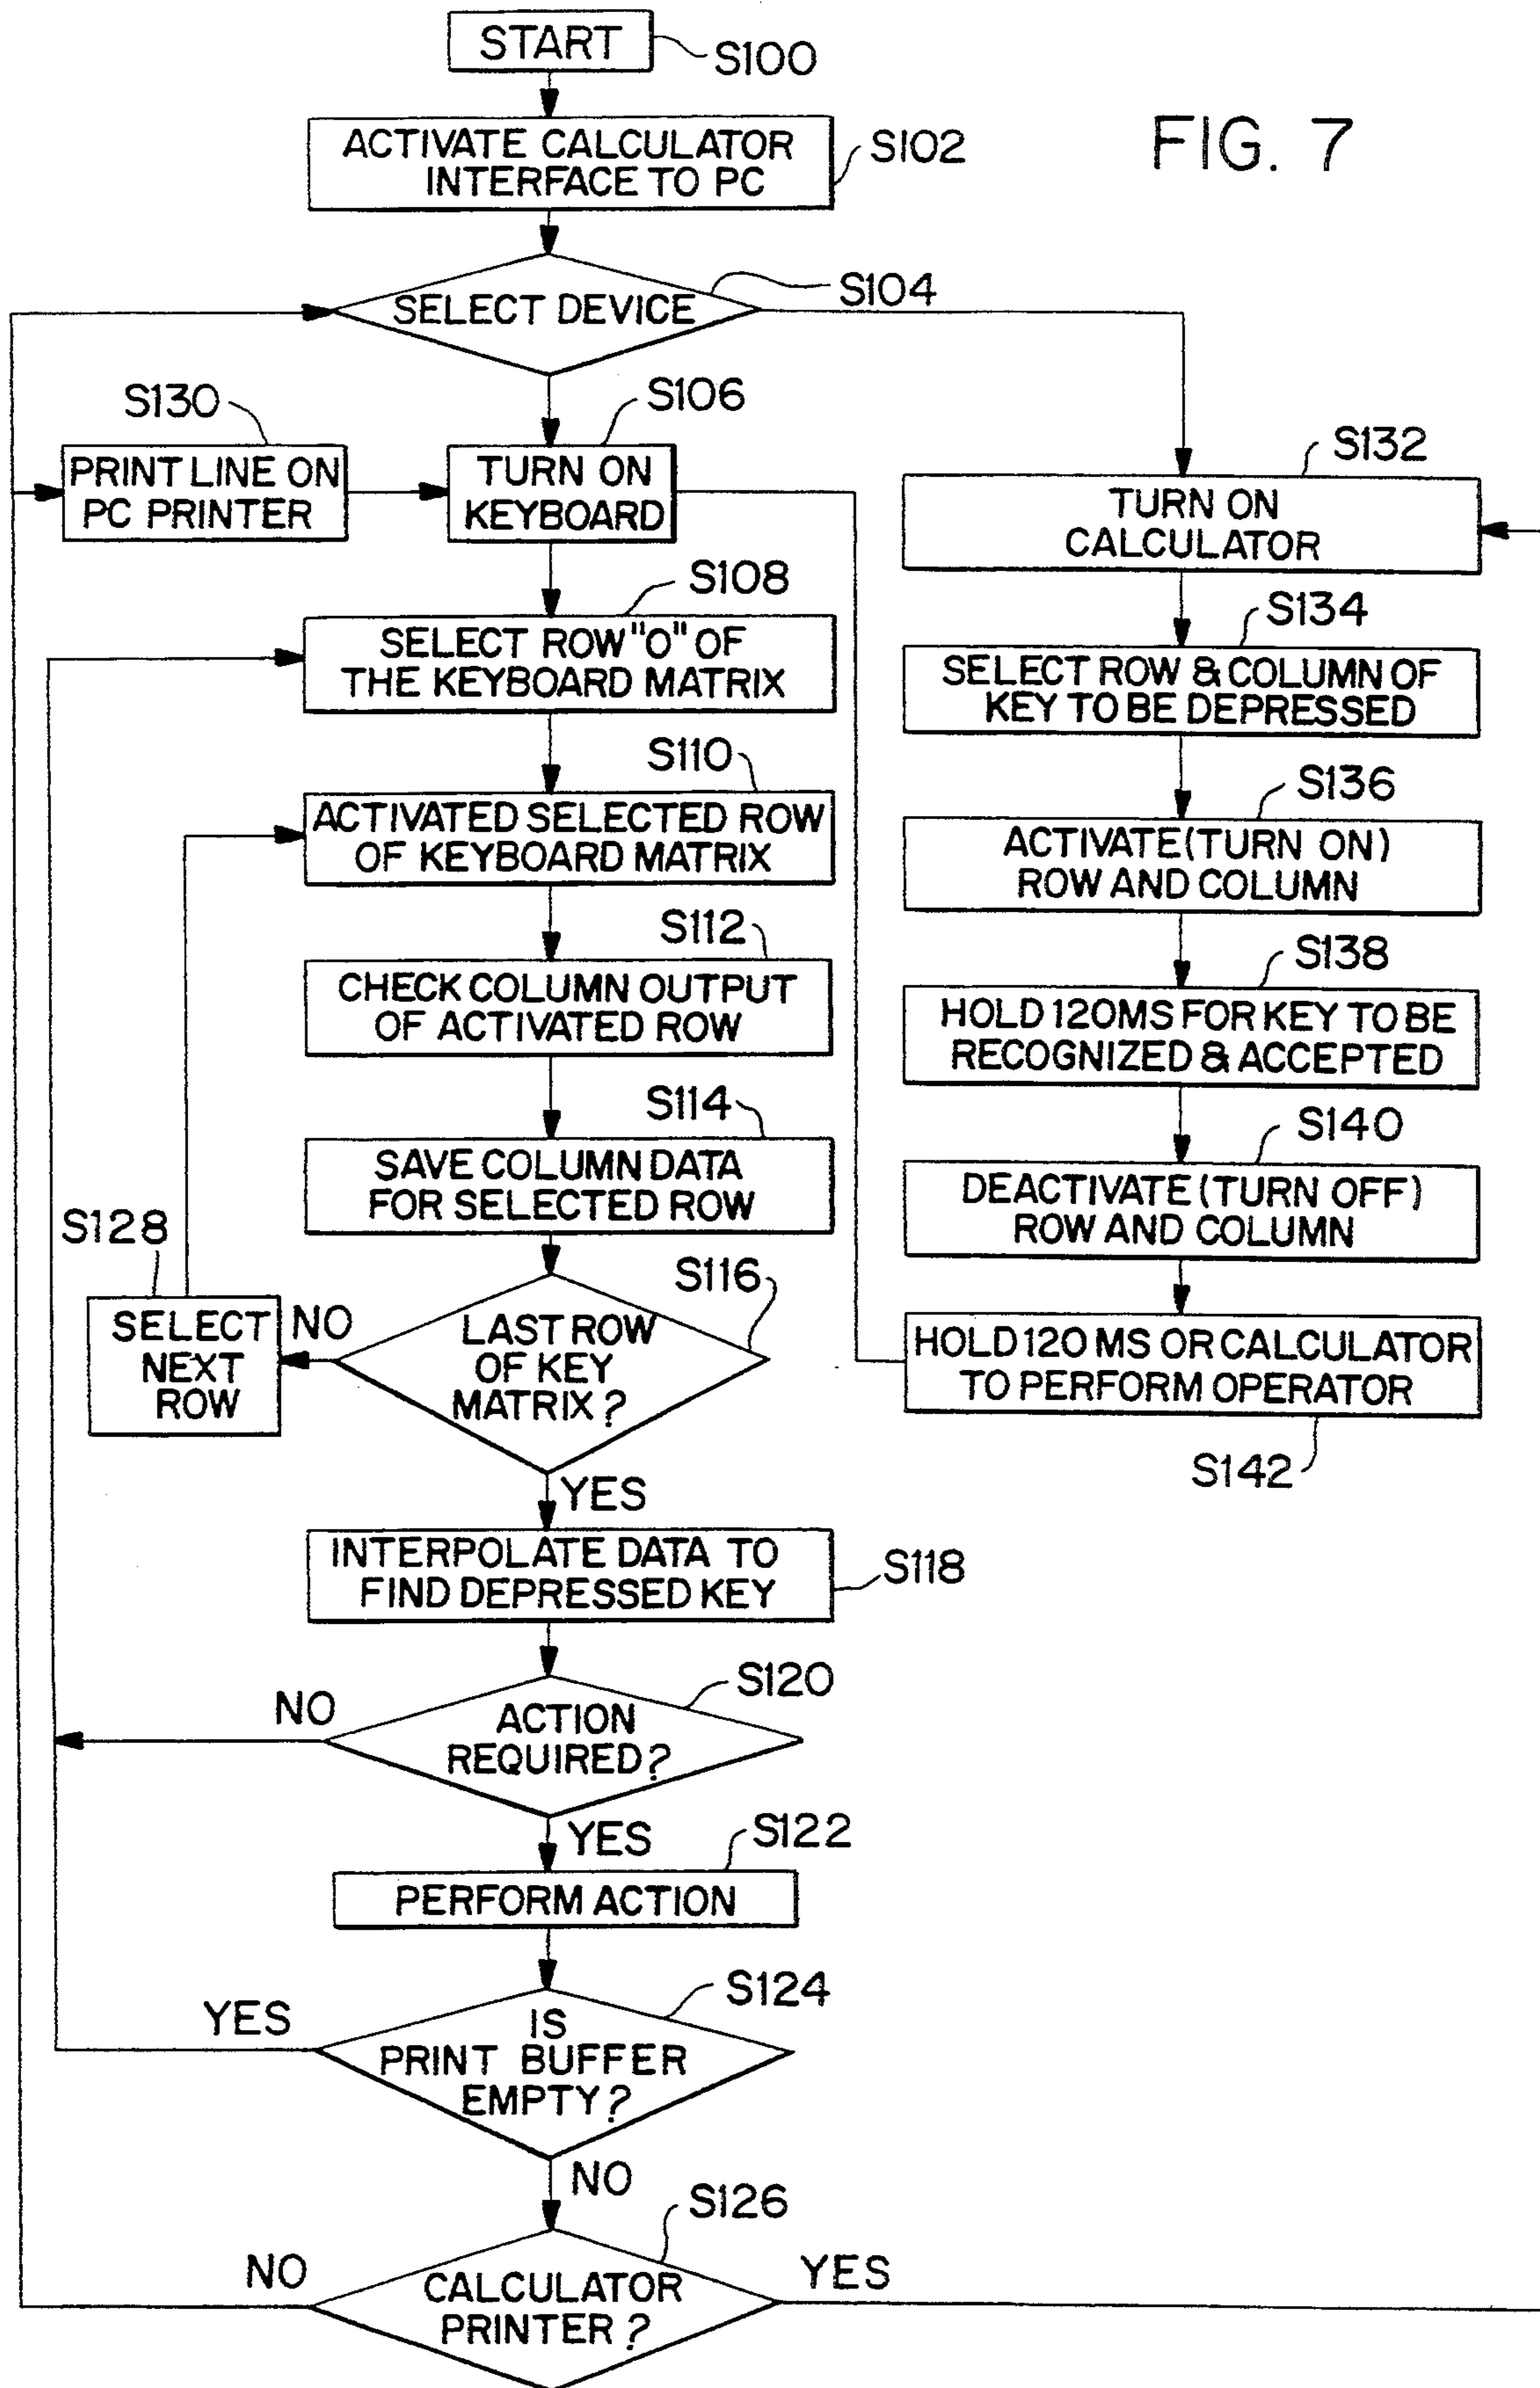 START
S100
FIG. 7
ACTIVATE CALCULATOR
INTERFACE TO PC
S102
SELECT DEVICE
S104
S130
PRINT LINE ON
PC PRINTER
S106
TURN ON
KEYBOARD
S132
TURN ON
CALCULATOR
S108
SELECT ROW "O" OF
THE KEYBOARD MATRIX
S134
SELECT ROW & COLUMN OF
KEY TO BE DEPRESSED
S110
ACTIVATED SELECTED ROW
OF KEYBOARD MATRIX
S136
ACTIVATE (TURN ON)
ROW AND COLUMN
S112
CHECK COLUMN OUTPUT
OF ACTIVATED ROW
S138
HOLD 120MS FOR KEY TO BE
RECOGNIZED & ACCEPTED
S114
SAVE COLUMN DATA
FOR SELECTED ROW
S140
DEACTIVATE (TURN OFF)
ROW AND COLUMN
S128
SELECT
NEXT
ROW
NO
S116
LAST ROW
OF KEY
MATRIX?
YES
HOLD 120 MS OR CALCULATOR
TO PERFORM OPERATOR
S142
INTERPOLATE DATA TO
FIND DEPRESSED KEY
S118
NO
S120
ACTION
REQUIRED?
YES
S122
PERFORM ACTION
YES
S124
IS
PRINT BUFFER
EMPTY?
NO
S126
NO
CALCULATOR
PRINTER?
YES